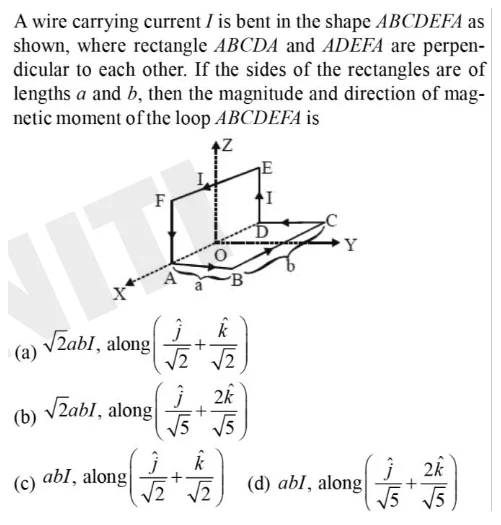 A wire carrying current I is bent in the shape ABCDEFA as
shown, where rectangle ABCDA and ADEFA are perpen-
dicular to each other. If the sides of the rectangles are of
lengths a and b, then the magnitude and direction of mag-
netic moment of the loop ABCDEFA is
Z
E
I
F
I
C
D
O
Y
A
a
B
b
X
NITI
(a) √2abI, along (ĵ/√2 + k̂/√2)
(b) √2abI, along (ĵ/√5 + 2k̂/√5)
(c) abI, along (ĵ/√2 + k̂/√2) (d) abI, along (ĵ/√5 + 2k̂/√5)